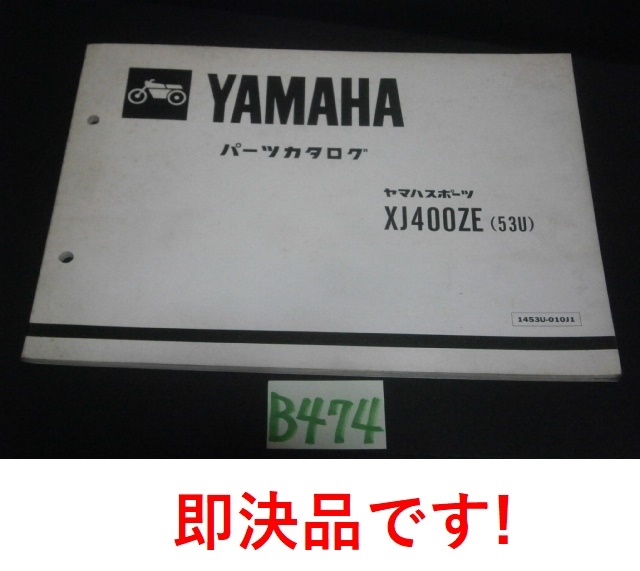 YAMAHA
パーツカタログ
ヤマハスポーツ
XJ400ZE (53U)
1453U-010J1
B474
即決品です!